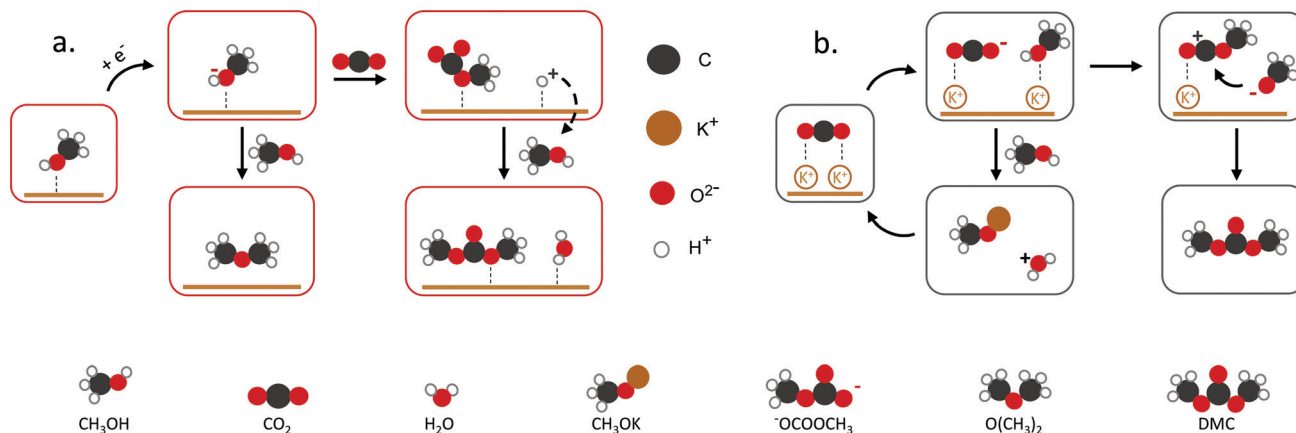 a.
+ e-
-
+
C
K+
O2-
H+
b.
-
K+
K+
K+
K+
+
-
K+
+
CH3OH
CO2
H2O
CH3OK
-
-OCOOCH3
O(CH3)2
DMC